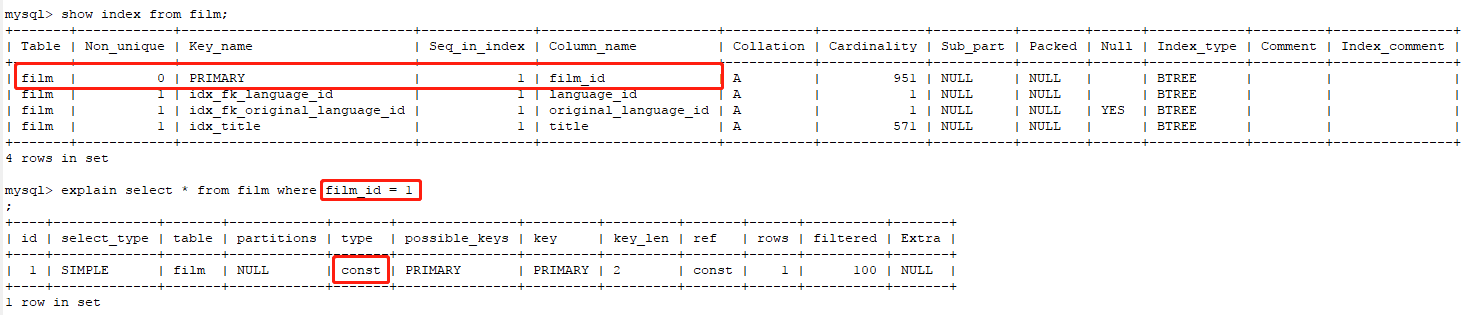 mysql> show index from film;
+-------+------------+-----------------------------+--------------+----------------------+-----------+-------------+----------+--------+------+------------+---------+---------------+
| Table | Non_unique | Key_name | Seq_in_index | Column_name | Collation | Cardinality | Sub_part | Packed | Null | Index_type | Comment | Index_comment |
+-------+------------+-----------------------------+--------------+----------------------+-----------+-------------+----------+--------+------+------------+---------+---------------+
| film | 0 | PRIMARY | 1 | film_id | A | 951 | NULL | NULL | | BTREE | | |
| film | 1 | idx_fk_language_id | 1 | language_id | A | 1 | NULL | NULL | | BTREE | | |
| film | 1 | idx_fk_original_language_id | 1 | original_language_id | A | 1 | NULL | NULL | YES | BTREE | | |
| film | 1 | idx_title | 1 | title | A | 571 | NULL | NULL | | BTREE | | |
+-------+------------+-----------------------------+--------------+----------------------+-----------+-------------+----------+--------+------+------------+---------+---------------+
4 rows in set
mysql> explain select * from film where film_id = 1
;
+----+-------------+-------+------------+-------+---------------+---------+---------+-------+------+----------+-------+
| id | select_type | table | partitions | type | possible_keys | key | key_len | ref | rows | filtered | Extra |
+----+-------------+-------+------------+-------+---------------+---------+---------+-------+------+----------+-------+
| 1 | SIMPLE | film | NULL | const | PRIMARY | PRIMARY | 2 | const | 1 | 100 | NULL |
+----+-------------+-------+------------+-------+---------------+---------+---------+-------+------+----------+-------+
1 row in set